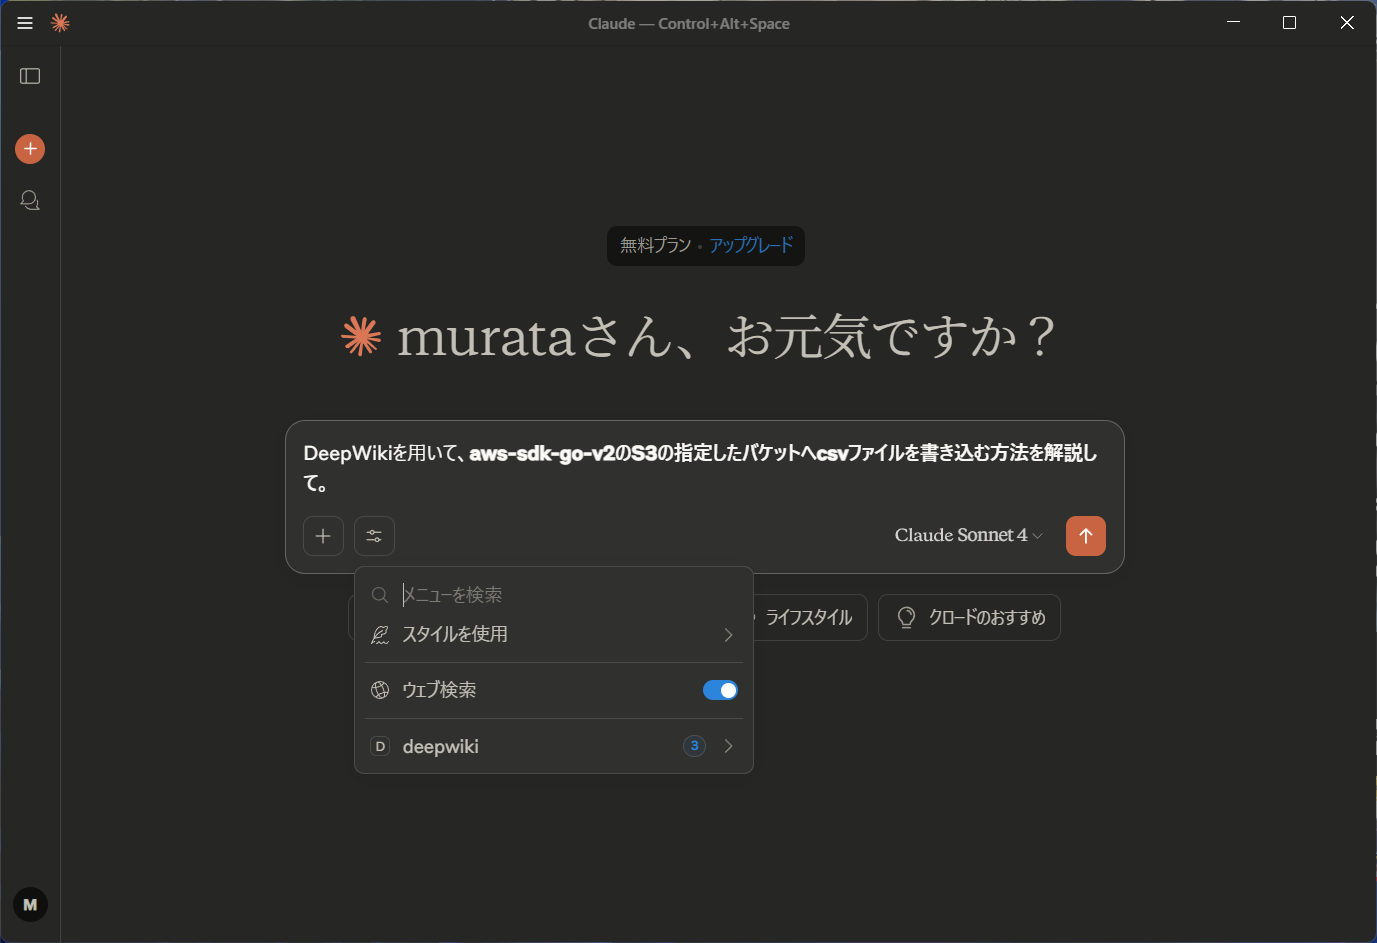 Claude — Control+Alt+Space
無料プラン • アップグレード
murataさん、お元気ですか？
DeepWikiを用いて、aws-sdk-go-v2のS3の指定したバケットへcsvファイルを書き込む方法を解説し
て。
Claude Sonnet 4
メニューを検索
スタイルを使用
ライフスタイル
クロードのおすすめ
ウェブ検索
D deepwiki 3
M